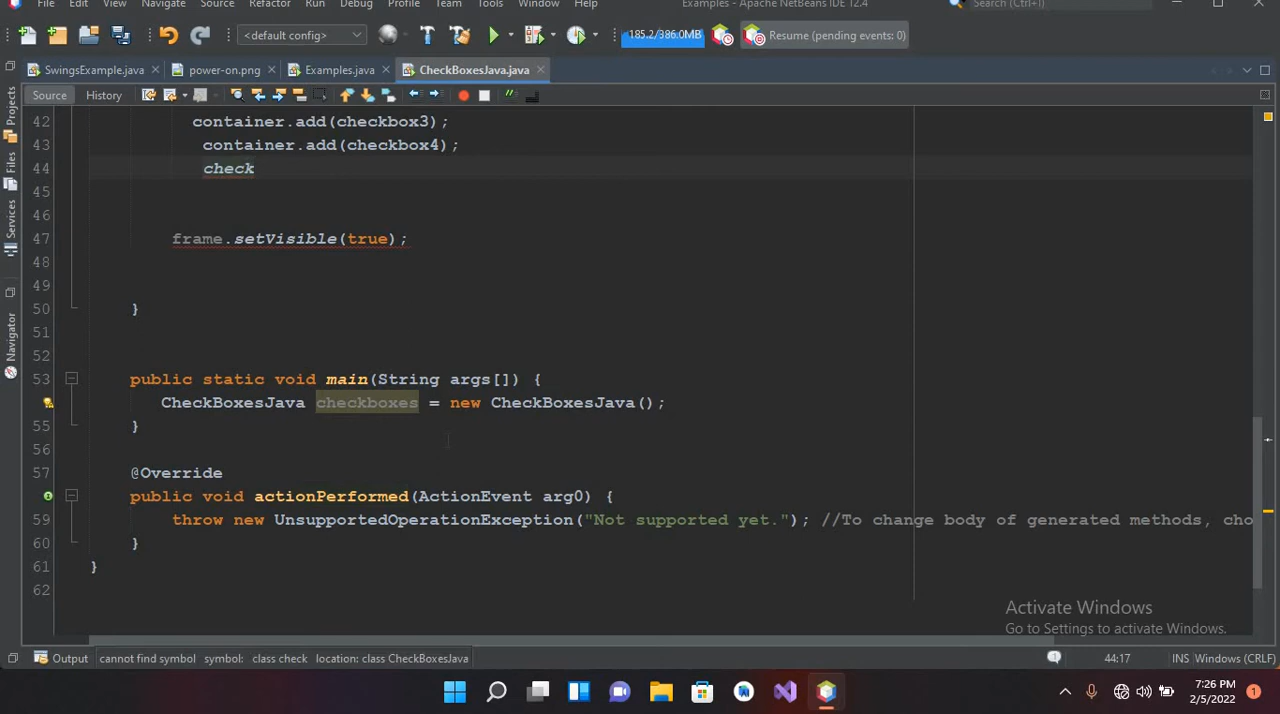 File Edit View Navigate Source Refactor Run Debug Profile Team Tools Window Help Examples - Apache NetBeans IDE 12.4 Search (Ctrl+I)
<default config> 185.2/386.0MB Resume (pending events: 0)
SwingsExample.java power-on.png Examples.java CheckBoxesJava.java
Source History
Projects
Files
Services
Navigator
42 container.add(checkbox3);
43 container.add(checkbox4);
44 check
45
46
47 frame.setVisible(true);
48
49
50 }
51
52
53 public static void main(String args[]) {
CheckBoxesJava checkboxes = new CheckBoxesJava();
55 }
56
57 @Override
public void actionPerformed(ActionEvent arg0) {
59 throw new UnsupportedOperationException("Not supported yet."); //To change body of generated methods, cho
60 }
61 }
62
Activate Windows
Go to Settings to activate Windows.
Output cannot find symbol symbol: class check location: class CheckBoxesJava 1 44:17 INS Windows (CRLF)
7:26 PM
2/5/2022 1